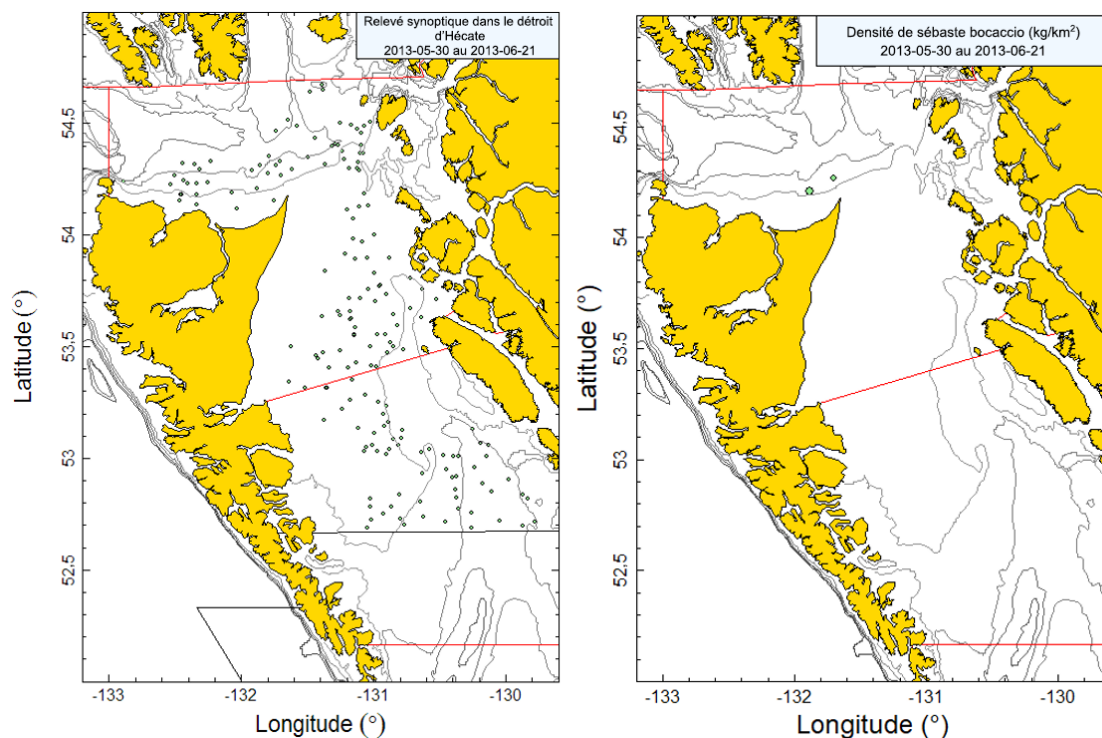 Relevé synoptique dans le détroit
d'Hécate
2013-05-30 au 2013-06-21
54.5
54
53.5
53
52.5
Latitude (°)
-133
-132
-131
-130
Longitude (°)
Densité de sébaste bocaccio (kg/km²)
2013-05-30 au 2013-06-21
54.5
54
53.5
53
52.5
Latitude (°)
-133
-132
-131
-130
Longitude (°)